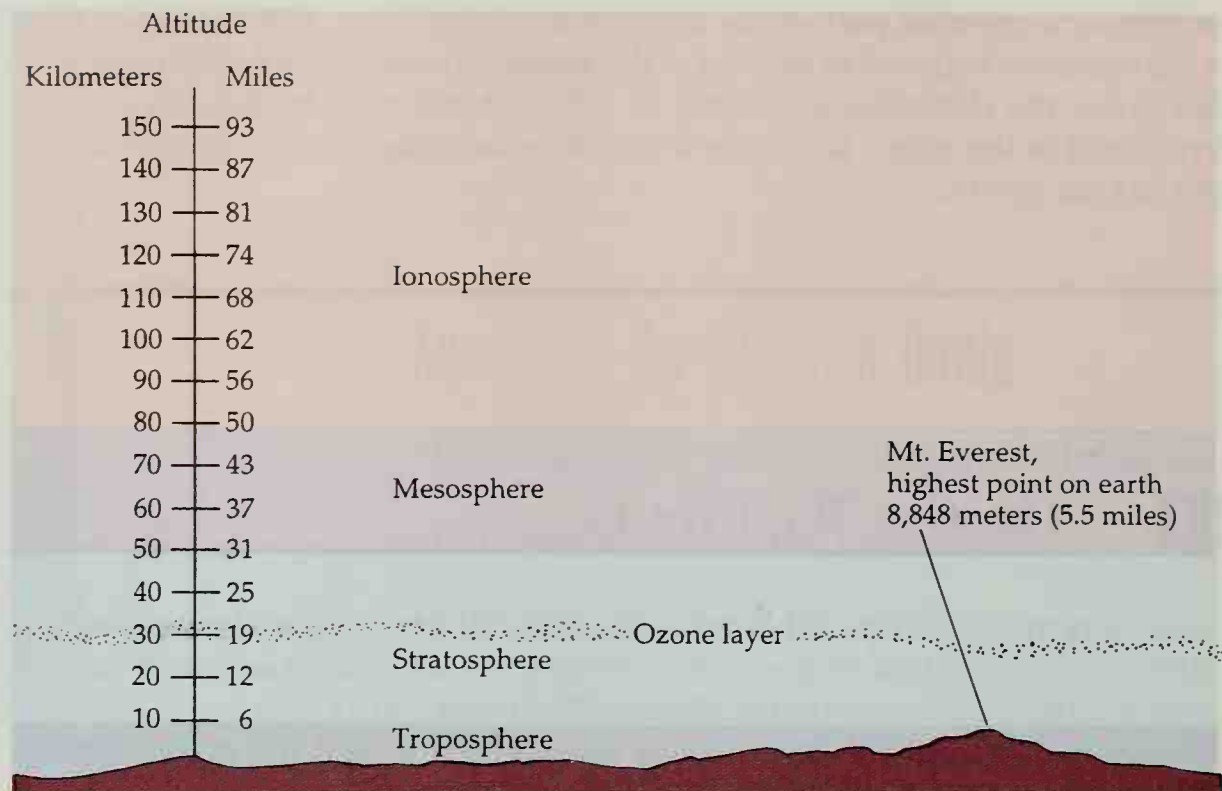 Altitude
Kilometers Miles
150 93
140 87
130 81
120 74
Ionosphere
110 68
100 62
90 56
80 50
Mt. Everest,
highest point on earth
8,848 meters (5.5 miles)
70 43
Mesosphere
60 37
50 31
40 25
30 19 Ozone layer
Stratosphere
20 12
10 6
Troposphere